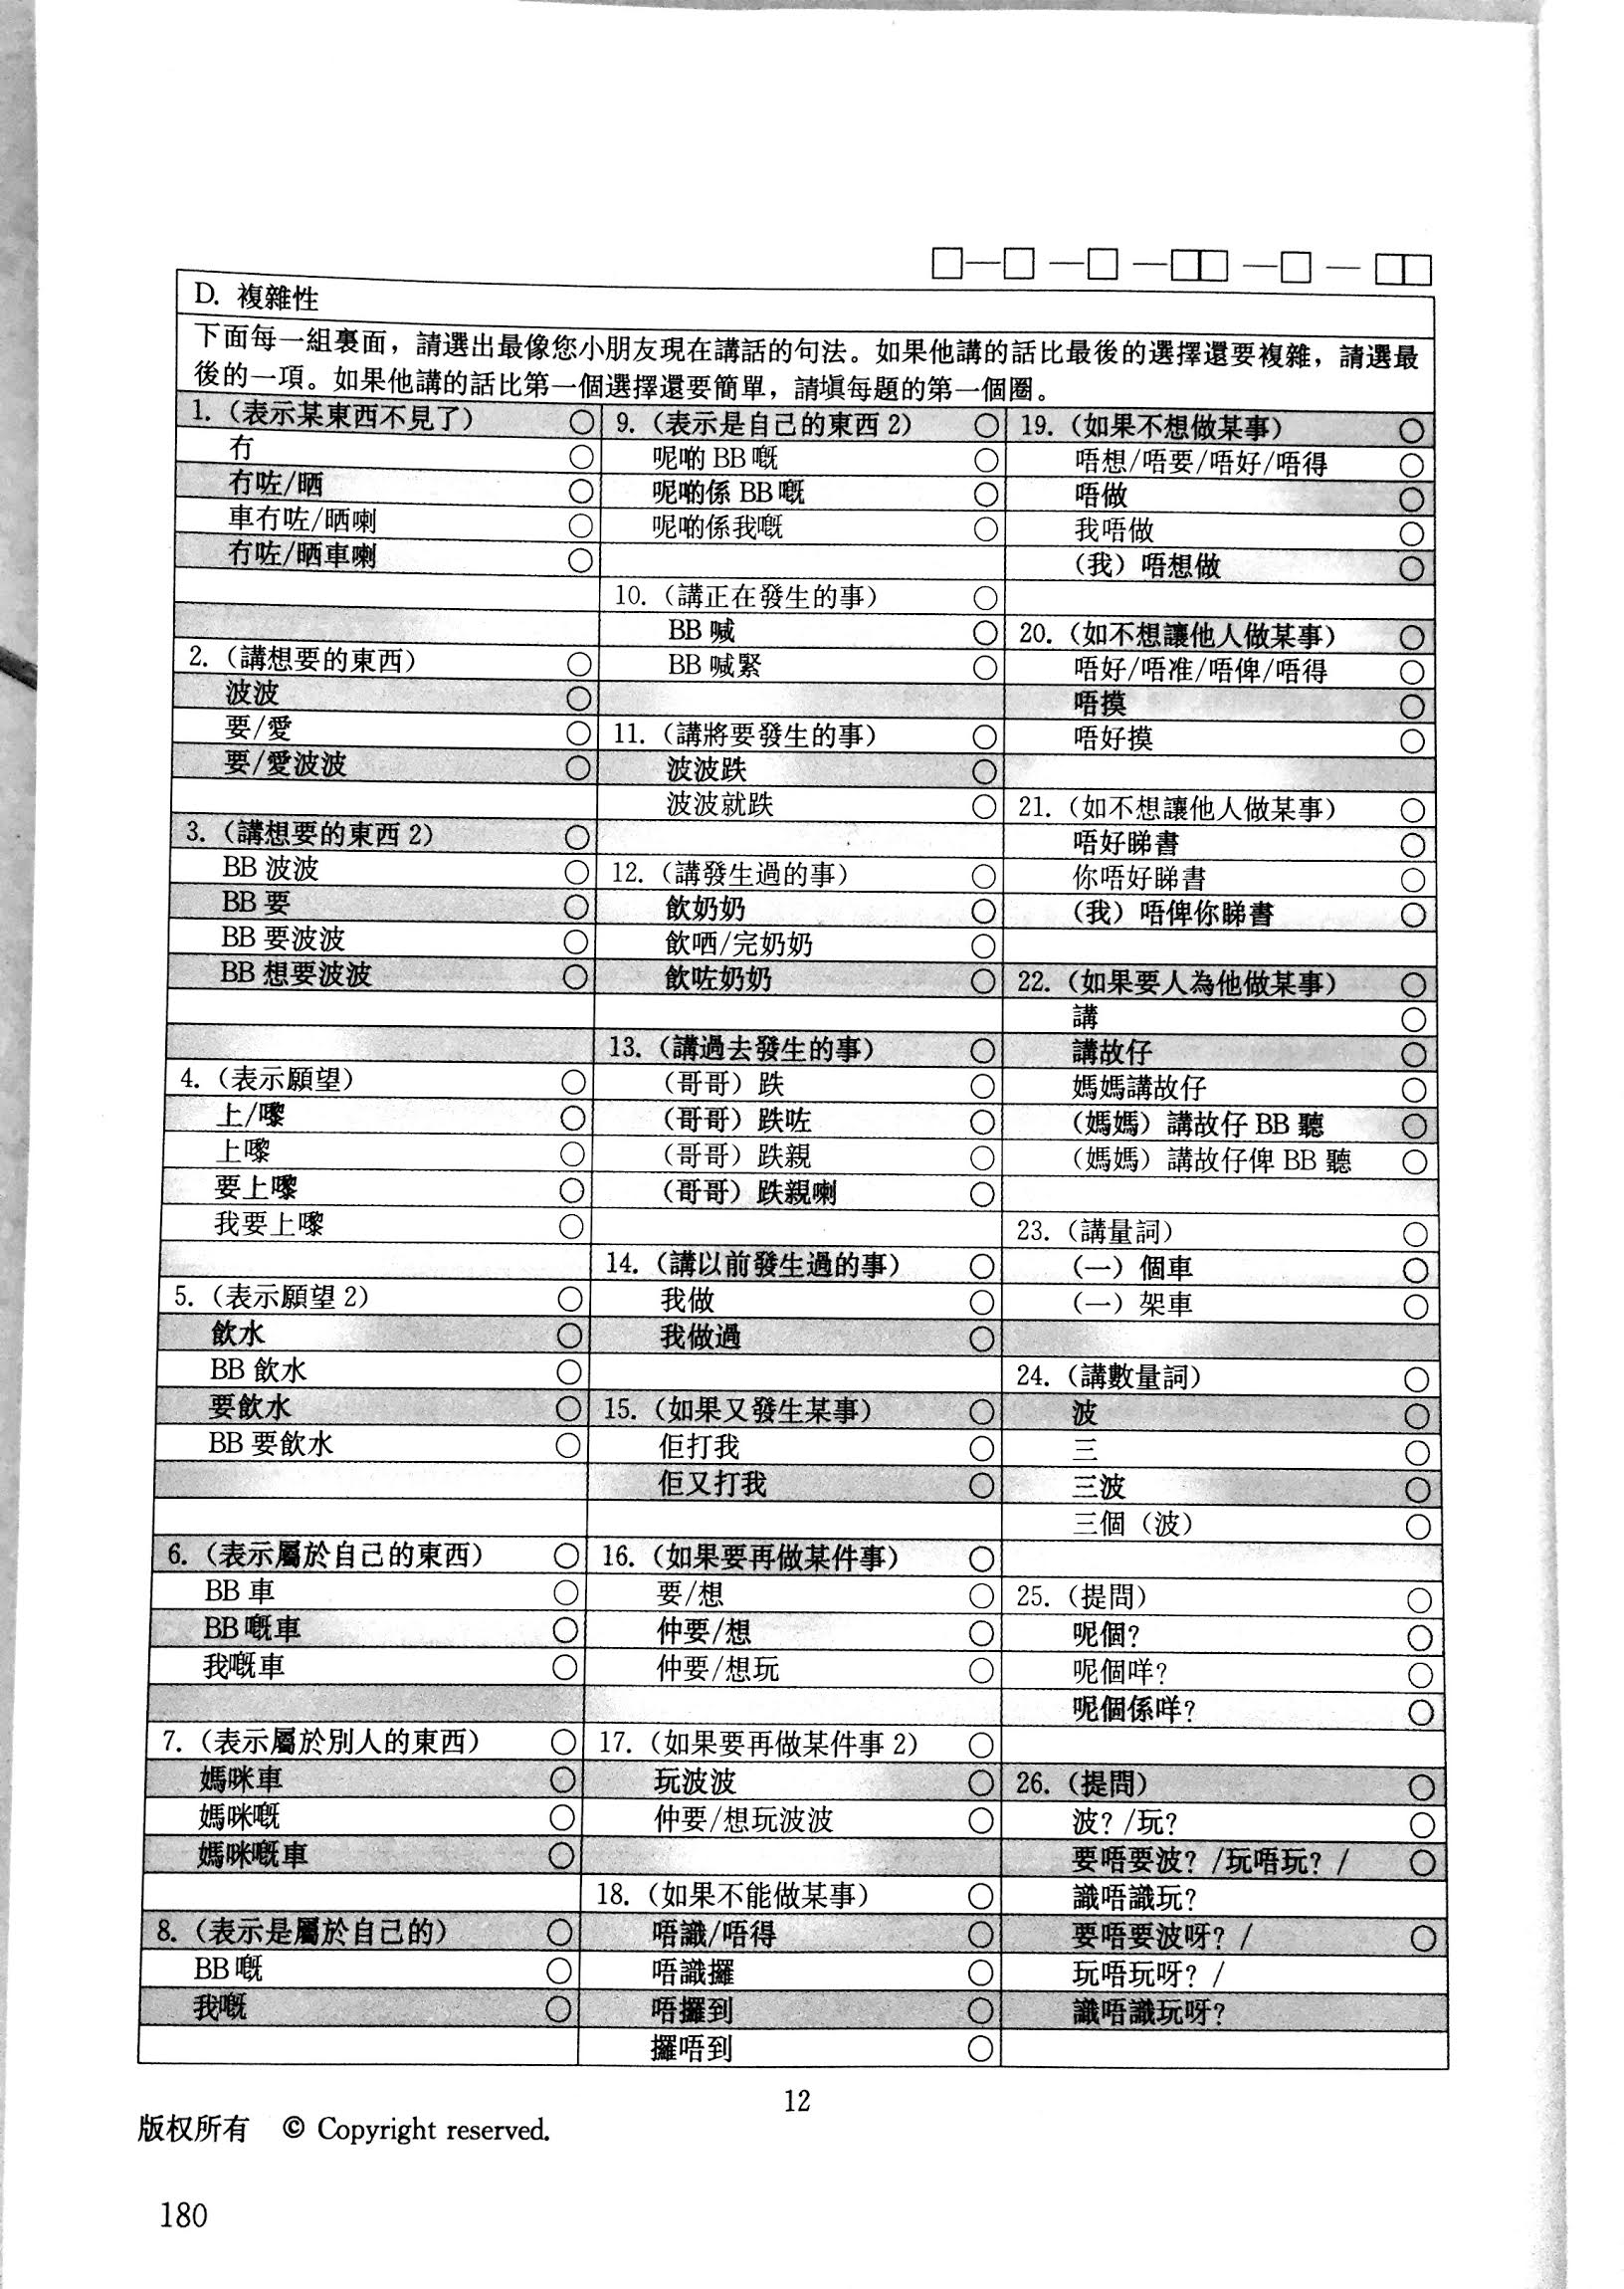 D. 複雜性
下面每一組裏面，請選出最像您小朋友現在講話的句法。如果他講的話比最後的選擇還要複雜，請選最
後的一項。如果他講的話比第一個選擇還要簡單，請填每題的第一個圈。
1.（表示某東西不見了）
冇
冇咗/晒
車冇咗/晒喇
冇咗/晒車喇
2.（講想要的東西）
波波
要/愛
要/愛波波
3.（講想要的東西 2）
BB 波波
BB 要
BB 要波波
BB 想要波波
4.（表示願望）
上/嚟
上嚟
要上嚟
我要上嚟
5.（表示願望 2）
飲水
BB 飲水
要飲水
BB 要飲水
6.（表示屬於自己的東西）
BB 車
BB 嘅車
我嘅車
7.（表示屬於別人的東西）
媽咪車
媽咪嘅
媽咪嘅車
8.（表示是屬於自己的）
BB 嘅
我嘅
9.（表示是自己的東西 2）
呢啲 BB 嘅
呢啲係 BB 嘅
呢啲係我嘅
10.（講正在發生的事）
BB 喊
BB 喊緊
11.（講將要發生的事）
波波跌
波波就跌
12.（講發生過的事）
飲奶奶
飲哂/完奶奶
飲咗奶奶
13.（講過去發生的事）
（哥哥）跌
（哥哥）跌咗
（哥哥）跌親
（哥哥）跌親喇
14.（講以前發生過的事）
我做
我做過
15.（如果又發生某事）
佢打我
佢又打我
16.（如果要再做某件事）
要/想
仲要/想
仲要/想玩
17.（如果要再做某件事 2）
玩波波
仲要/想玩波波
18.（如果不能做某事）
唔識/唔得
唔識攞
唔攞到
攞唔到
19.（如果不想做某事）
唔想/唔要/唔好/唔得
唔做
我唔做
（我）唔想做
20.（如不想讓他人做某事）
唔好/唔准/唔俾/唔得
唔摸
唔好摸
21.（如不想讓他人做某事）
唔好睇書
你唔好睇書
（我）唔俾你睇書
22.（如果要人為他做某事）
講
講故仔
媽媽講故仔
（媽媽）講故仔 BB 聽
（媽媽）講故仔俾 BB 聽
23.（講量詞）
（一）個車
（一）架車
24.（講數量詞）
波
三
三波
三個（波）
25.（提問）
呢個？
呢個咩？
呢個係咩？
26.（提問）
波？/玩？
要唔要波？/玩唔玩？/
識唔識玩？
要唔要波呀？/
玩唔玩呀？/
識唔識玩呀？
12
版权所有 © Copyright reserved.
180